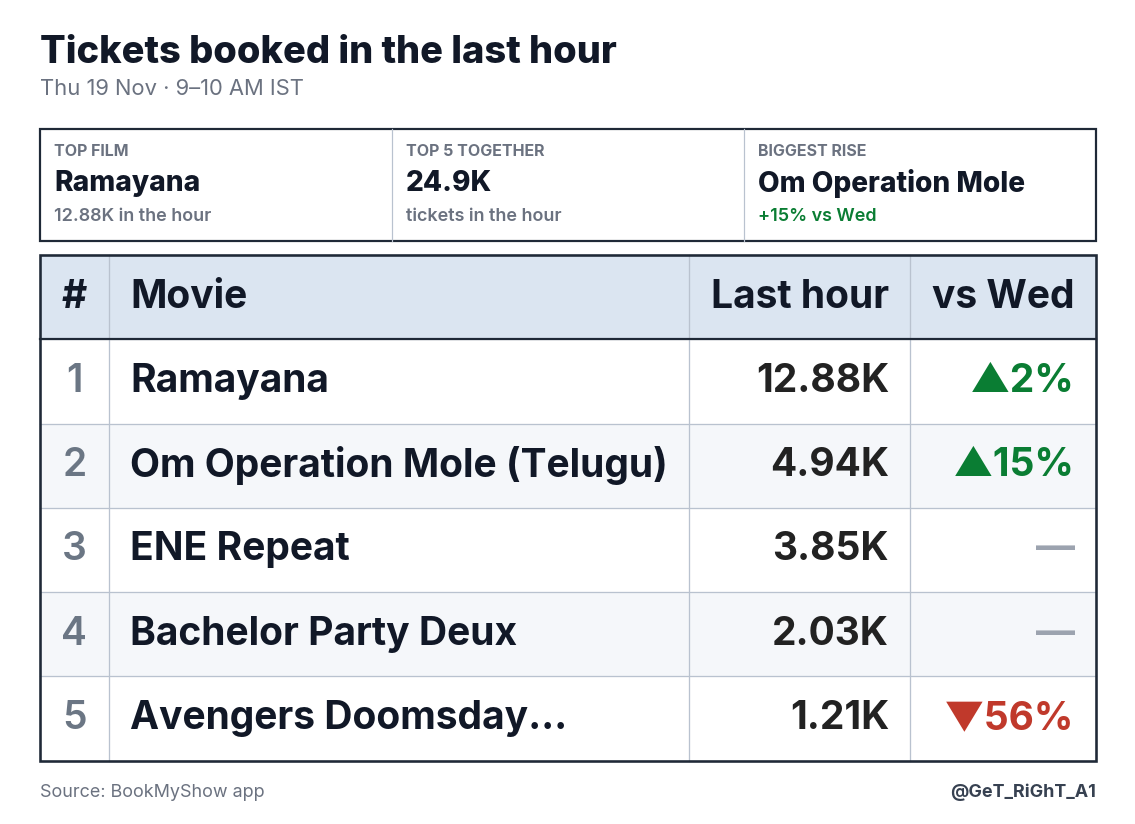 Tickets booked in the last hour
Thu 19 Nov · 9–10 AM IST
TOP FILM
Ramayana
12.88K in the hour
TOP 5 TOGETHER
24.9K
tickets in the hour
BIGGEST RISE
Om Operation Mole
+15% vs Wed
# Movie Last hour vs Wed
1 Ramayana 12.88K ▲2%
2 Om Operation Mole (Telugu) 4.94K ▲15%
3 ENE Repeat 3.85K —
4 Bachelor Party Deux 2.03K —
5 Avengers Doomsday... 1.21K ▼56%
Source: BookMyShow app
@GeT_RiGhT_A1